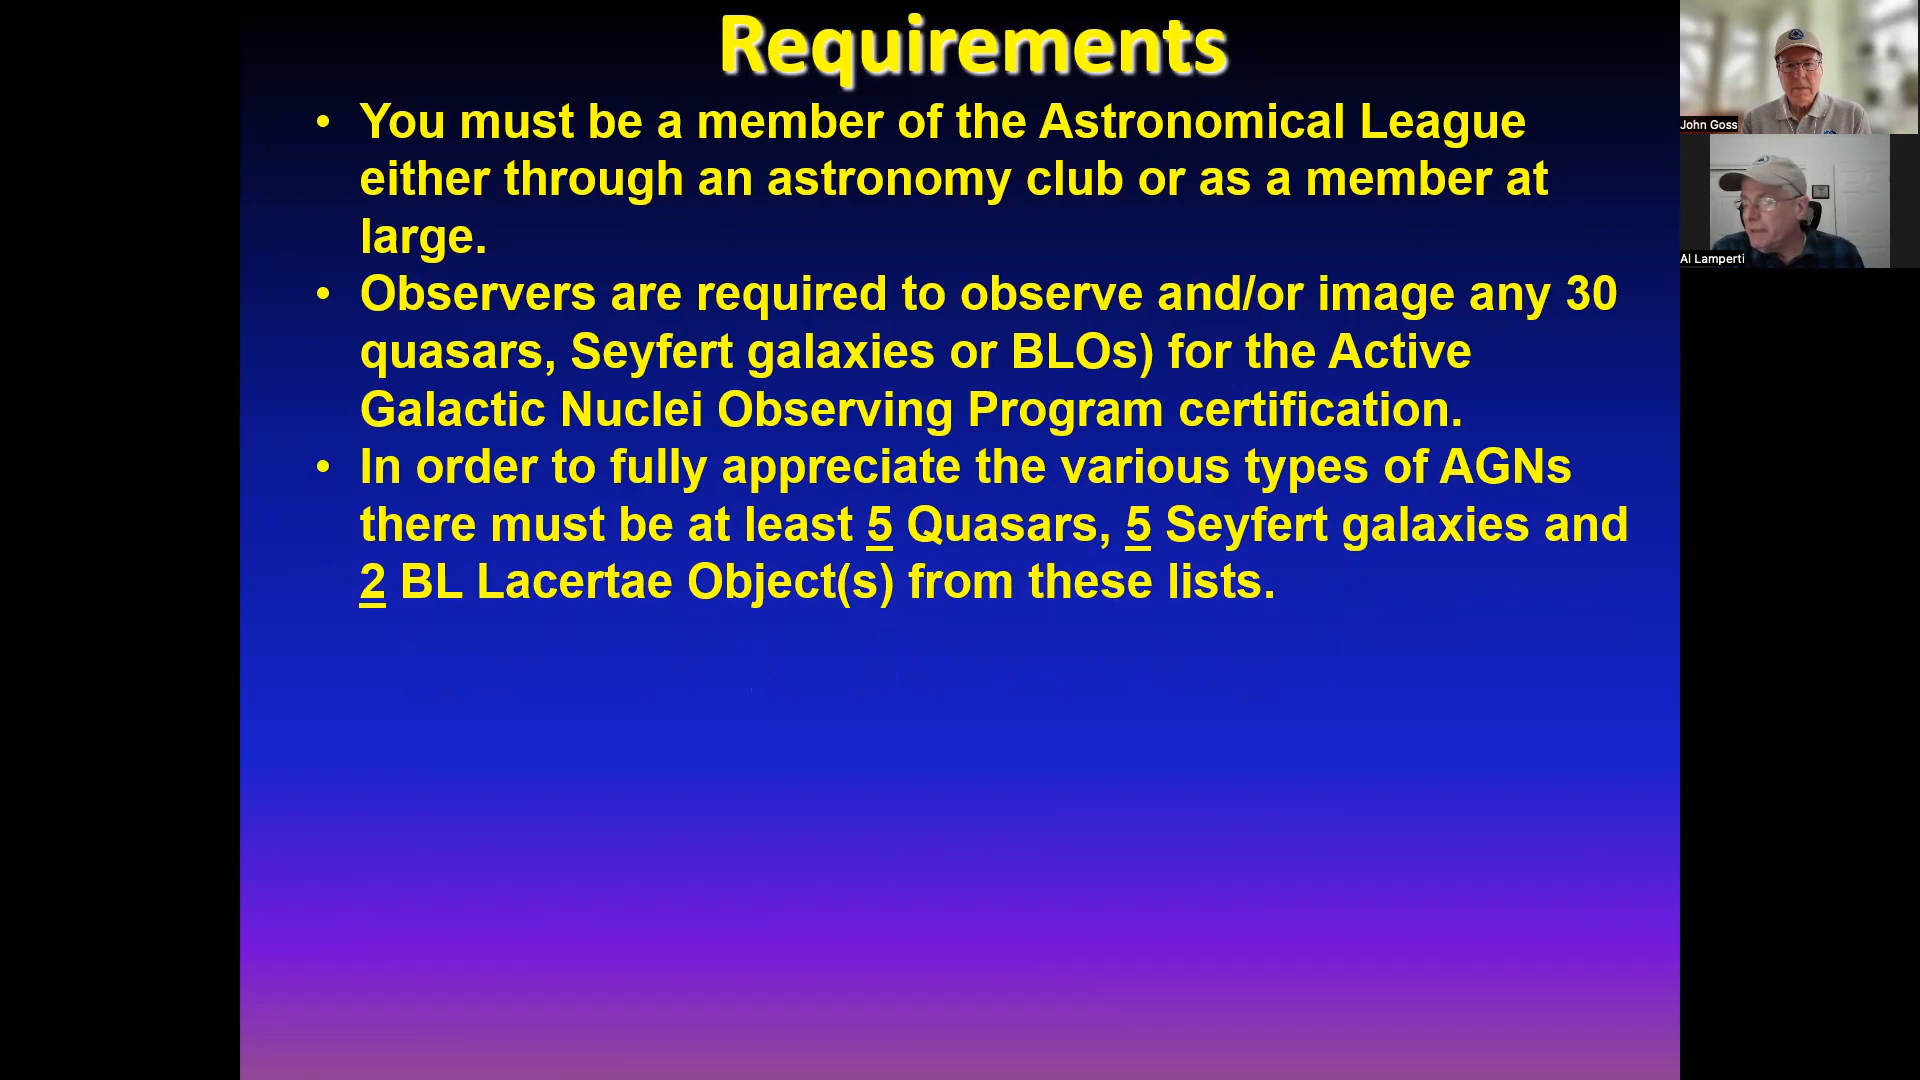 Requirements
• You must be a member of the Astronomical League
either through an astronomy club or as a member at
large.
• Observers are required to observe and/or image any 30
quasars, Seyfert galaxies or BLOs) for the Active
Galactic Nuclei Observing Program certification.
• In order to fully appreciate the various types of AGNs
there must be at least 5 Quasars, 5 Seyfert galaxies and
2 BL Lacertae Object(s) from these lists.
John Goss
Al Lamperti